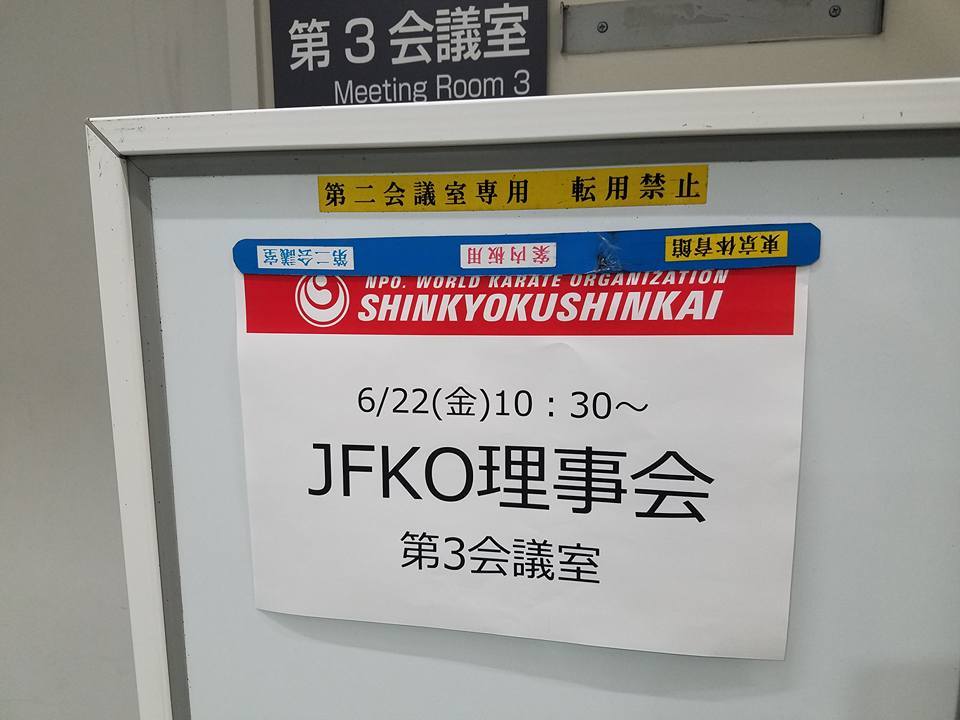 第3会議室
Meeting Room 3
第二会議室専用　転用禁止
第二会議室 案内板用 東京体育館
NPO. WORLD KARATE ORGANIZATION
SHINKYOKUSHINKAI
6/22(金)10：30～
JFKO理事会
第3会議室